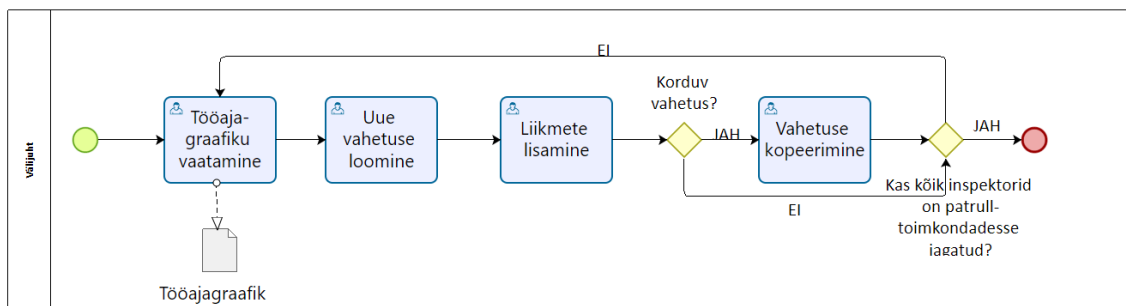 Välijuht
EI
Tööaja-
graafiku
vaatamine
Uue
vahetuse
loomine
Liikmete
lisamine
Korduv
vahetus?
JAH
Vahetuse
kopeerimine
JAH
EI
Kas kõik inspektorid
on patrull-
toimkondadesse
jagatud?
Tööajagraafik